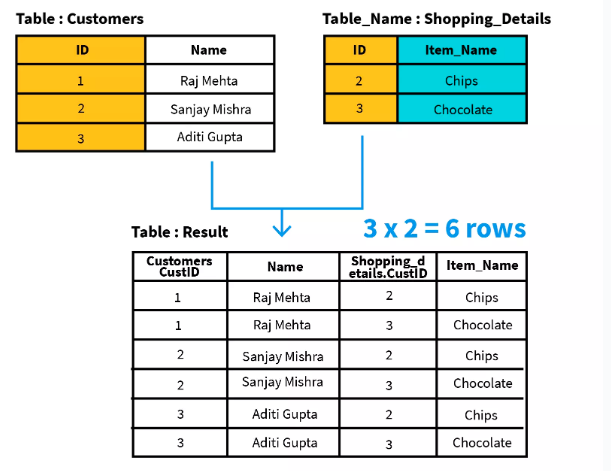 Table : Customers
ID Name
1 Raj Mehta
2 Sanjay Mishra
3 Aditi Gupta
Table_Name : Shopping_Details
ID Item_Name
2 Chips
3 Chocolate
3 x 2 = 6 rows
Table : Result
Customers
CustID
Name
Shopping_d
etails.CustID
Item_Name
1 Raj Mehta 2 Chips
1 Raj Mehta 3 Chocolate
2 Sanjay Mishra 2 Chips
2 Sanjay Mishra 3 Chocolate
3 Aditi Gupta 2 Chips
3 Aditi Gupta 3 Chocolate